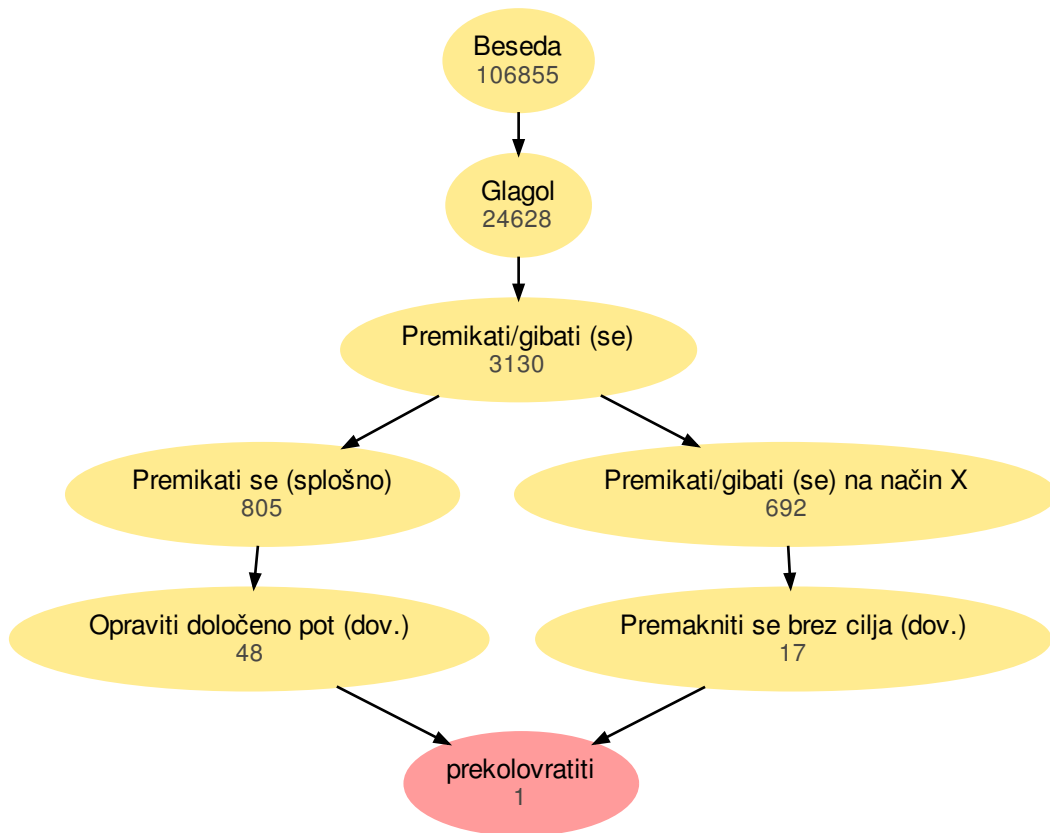 Beseda
106855
Glagol
24628
Premikati/gibati (se)
3130
Premikati se (splošno)
805
Premikati/gibati (se) na način X
692
Opraviti določeno pot (dov.)
48
Premakniti se brez cilja (dov.)
17
prekolovratiti
1